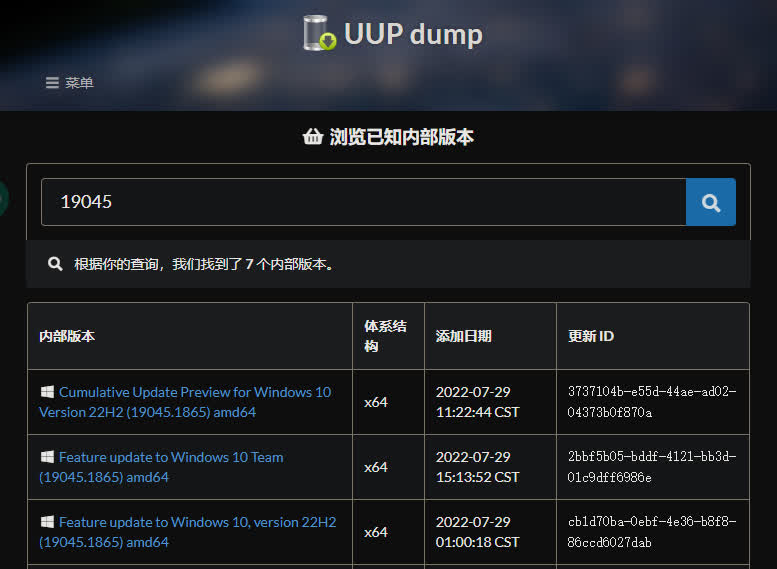 UUP dump
菜单
浏览已知内部版本
19045
根据你的查询，我们找到了 7 个内部版本。
内部版本 体系结构 添加日期 更新 ID
Cumulative Update Preview for Windows 10 Version 22H2 (19045.1865) amd64 x64 2022-07-29 11:22:44 CST 3737104b-e55d-44ae-ad02-04373b0f870a
Feature update to Windows 10 Team (19045.1865) amd64 x64 2022-07-29 15:13:52 CST 2bbf5b05-bddf-4121-bb3d-01c9dff6986e
Feature update to Windows 10, version 22H2 (19045.1865) amd64 x64 2022-07-29 01:00:18 CST cb1d70ba-0ebf-4e36-b8f8-86ccd6027dab